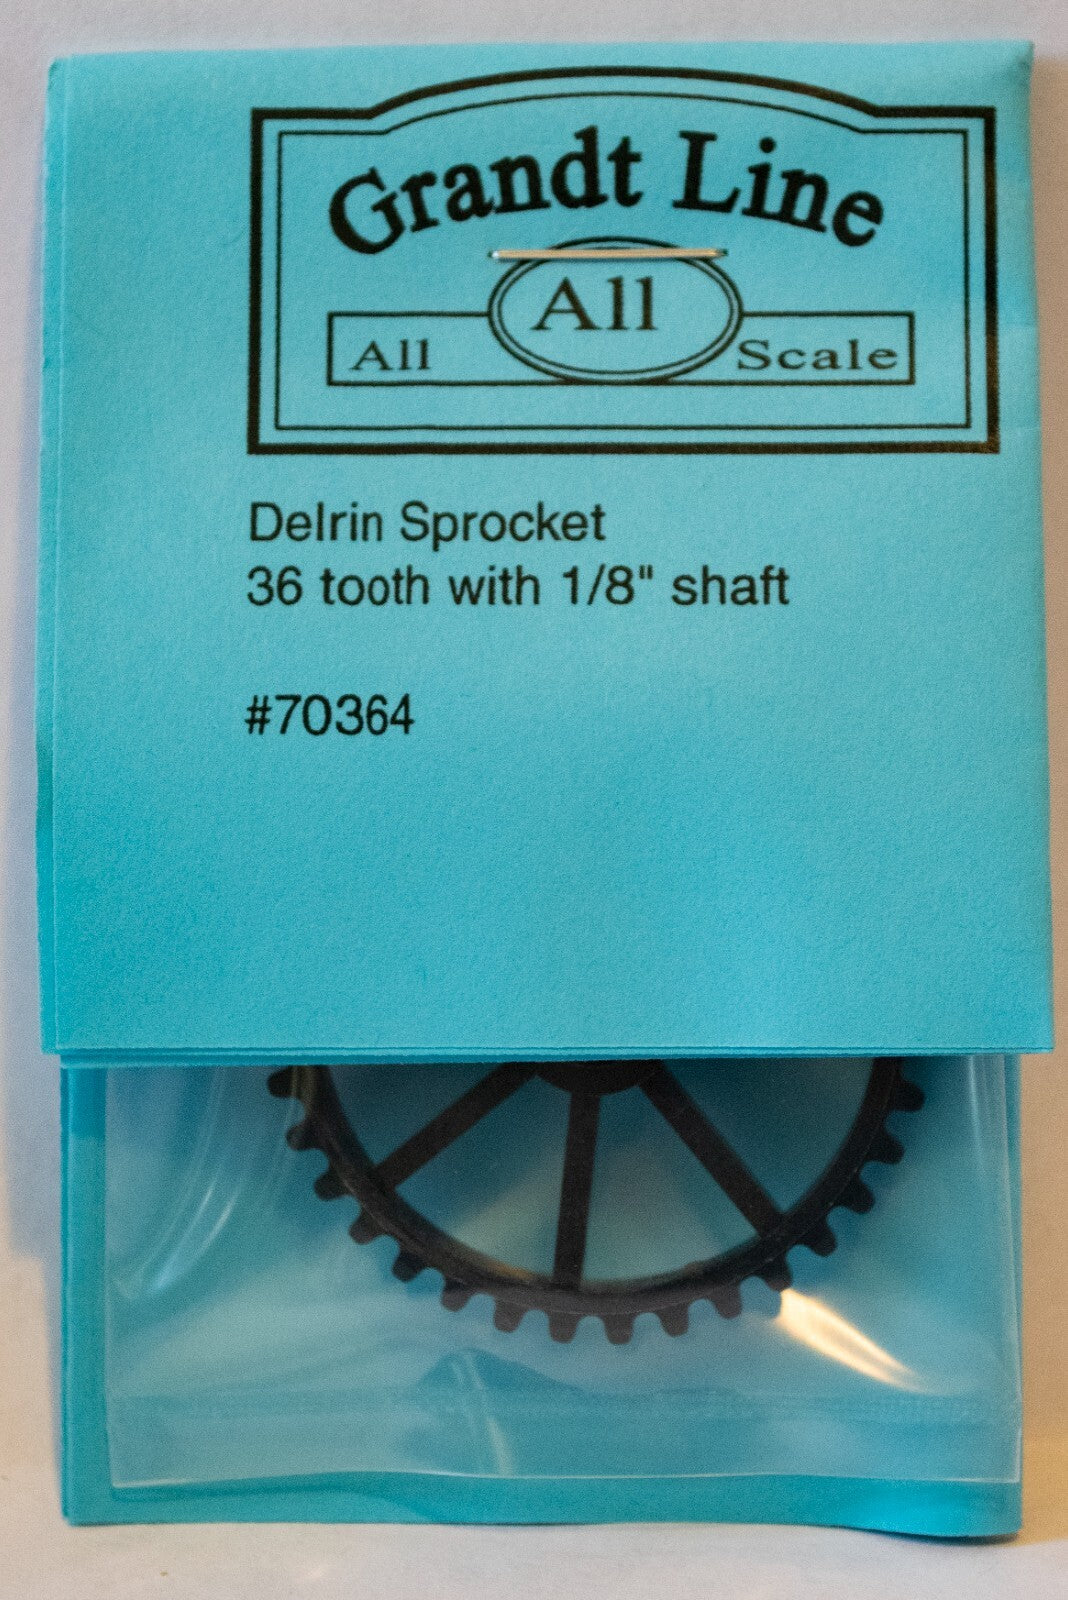 Grandt Line
All
All Scale
Delrin Sprocket
36 tooth with 1/8" shaft
#70364